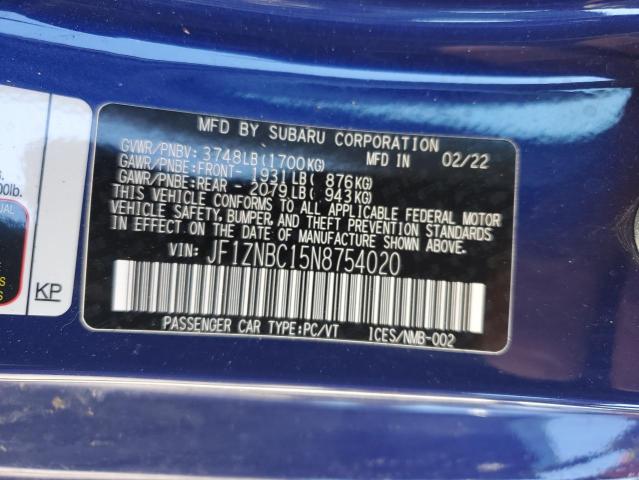 MFD BY SUBARU CORPORATION
GVWR/PNBV: 3748LB(1700KG) MFD IN 02/22
GAWR/PNBE:FRONT- 1931LB( 876KG)
GAWR/PNBE:REAR - 2079LB( 943KG)
THIS VEHICLE CONFORMS TO ALL APPLICABLE FEDERAL MOTOR
VEHICLE SAFETY, BUMPER, AND THEFT PREVENTION STANDARDS
IN EFFECT ON THE DATE OF MANUFACTURE SHOWN ABOVE.
VIN: JF1ZNBC15N8754020
PASSENGER CAR TYPE:PC/VT ICES/NMB-002
KP